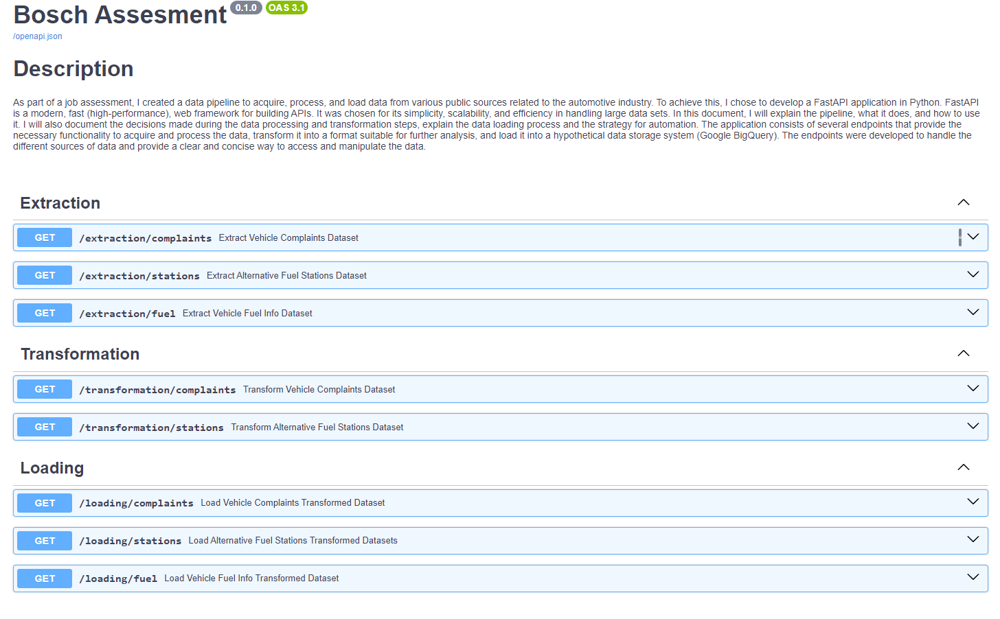 Bosch Assesment 0.1.0 OAS 3.1
/openapi.json
Description
As part of a job assessment, I created a data pipeline to acquire, process, and load data from various public sources related to the automotive industry. To achieve this, I chose to develop a FastAPI application in Python. FastAPI
is a modern, fast (high-performance), web framework for building APIs. It was chosen for its simplicity, scalability, and efficiency in handling large data sets. In this document, I will explain the pipeline, what it does, and how to use
it. I will also document the decisions made during the data processing and transformation steps, explain the data loading process and the strategy for automation. The application consists of several endpoints that provide the
necessary functionality to acquire and process the data, transform it into a format suitable for further analysis, and load it into a hypothetical data storage system (Google BigQuery). The endpoints were developed to handle the
different sources of data and provide a clear and concise way to access and manipulate the data.
Extraction
GET /extraction/complaints Extract Vehicle Complaints Dataset
GET /extraction/stations Extract Alternative Fuel Stations Dataset
GET /extraction/fuel Extract Vehicle Fuel Info Dataset
Transformation
GET /transformation/complaints Transform Vehicle Complaints Dataset
GET /transformation/stations Transform Alternative Fuel Stations Dataset
Loading
GET /loading/complaints Load Vehicle Complaints Transformed Dataset
GET /loading/stations Load Alternative Fuel Stations Transformed Datasets
GET /loading/fuel Load Vehicle Fuel Info Transformed Dataset